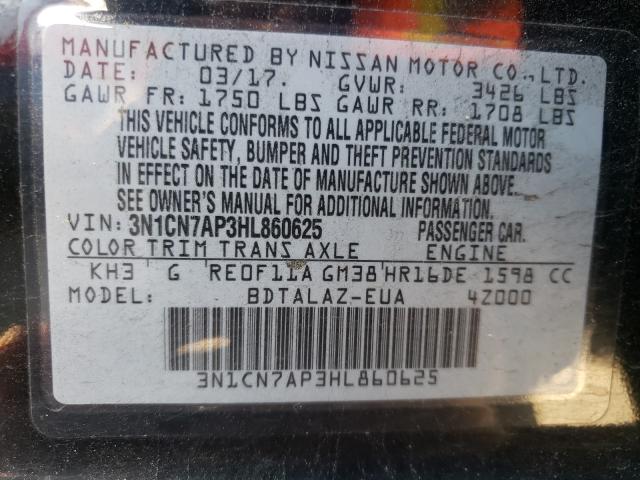 MANUFACTURED BY NISSAN MOTOR CO., LTD.
DATE: 03/17. GVWR: 3426 LBS
GAWR FR: 1750 LBS GAWR RR: 1708 LBS
THIS VEHICLE CONFORMS TO ALL APPLICABLE FEDERAL MOTOR
VEHICLE SAFETY, BUMPER AND THEFT PREVENTION STANDARDS
IN EFFECT ON THE DATE OF MANUFACTURE SHOWN ABOVE.
SEE OWNER'S MANUAL FOR ADDITIONAL INFORMATION.
VIN: 3N1CN7AP3HL860625 PASSENGER CAR.
COLOR TRIM TRANS AXLE ENGINE
KH3 G RE0F11A GM38 HR16DE 1598 CC
MODEL: BDTALAZ-EUA 4Z000
3N1CN7AP3HL860625